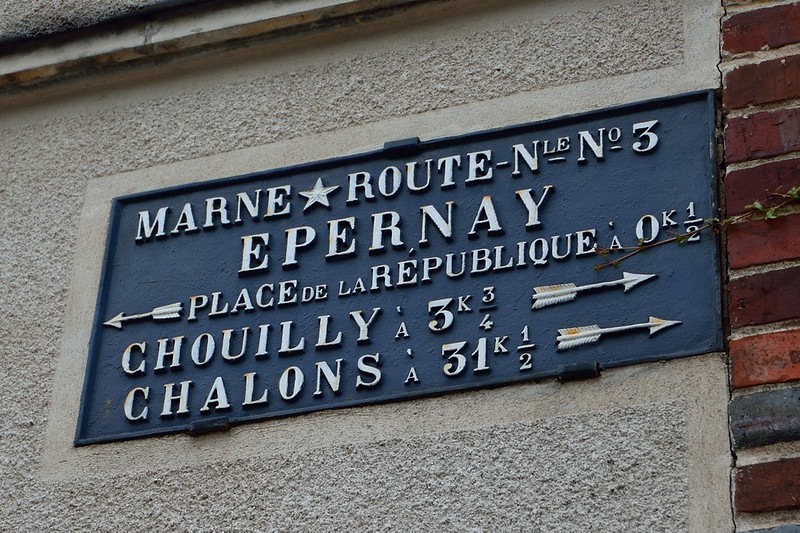 MARNE ★ ROUTE-NLE NO 3
EPERNAY
PLACE DE LA RÉPUBLIQUE À 0K 1/2
CHOUILLY À 3K 3/4
CHALONS À 31K 1/2